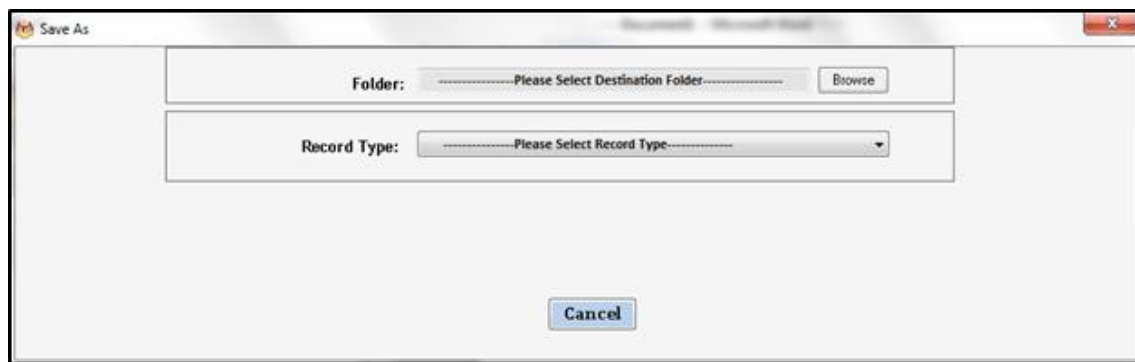 Save As
Folder: -----------------Please Select Destination Folder------------------ Browse
Record Type: ----------------Please Select Record Type---------------
Cancel